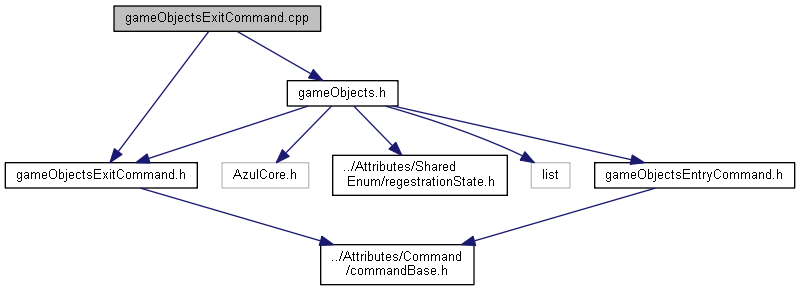 gameObjectsExitCommand.cpp
gameObjects.h
gameObjectsExitCommand.h
AzulCore.h
../Attributes/Shared
Enum/regestrationState.h
list
gameObjectsEntryCommand.h
../Attributes/Command
/commandBase.h